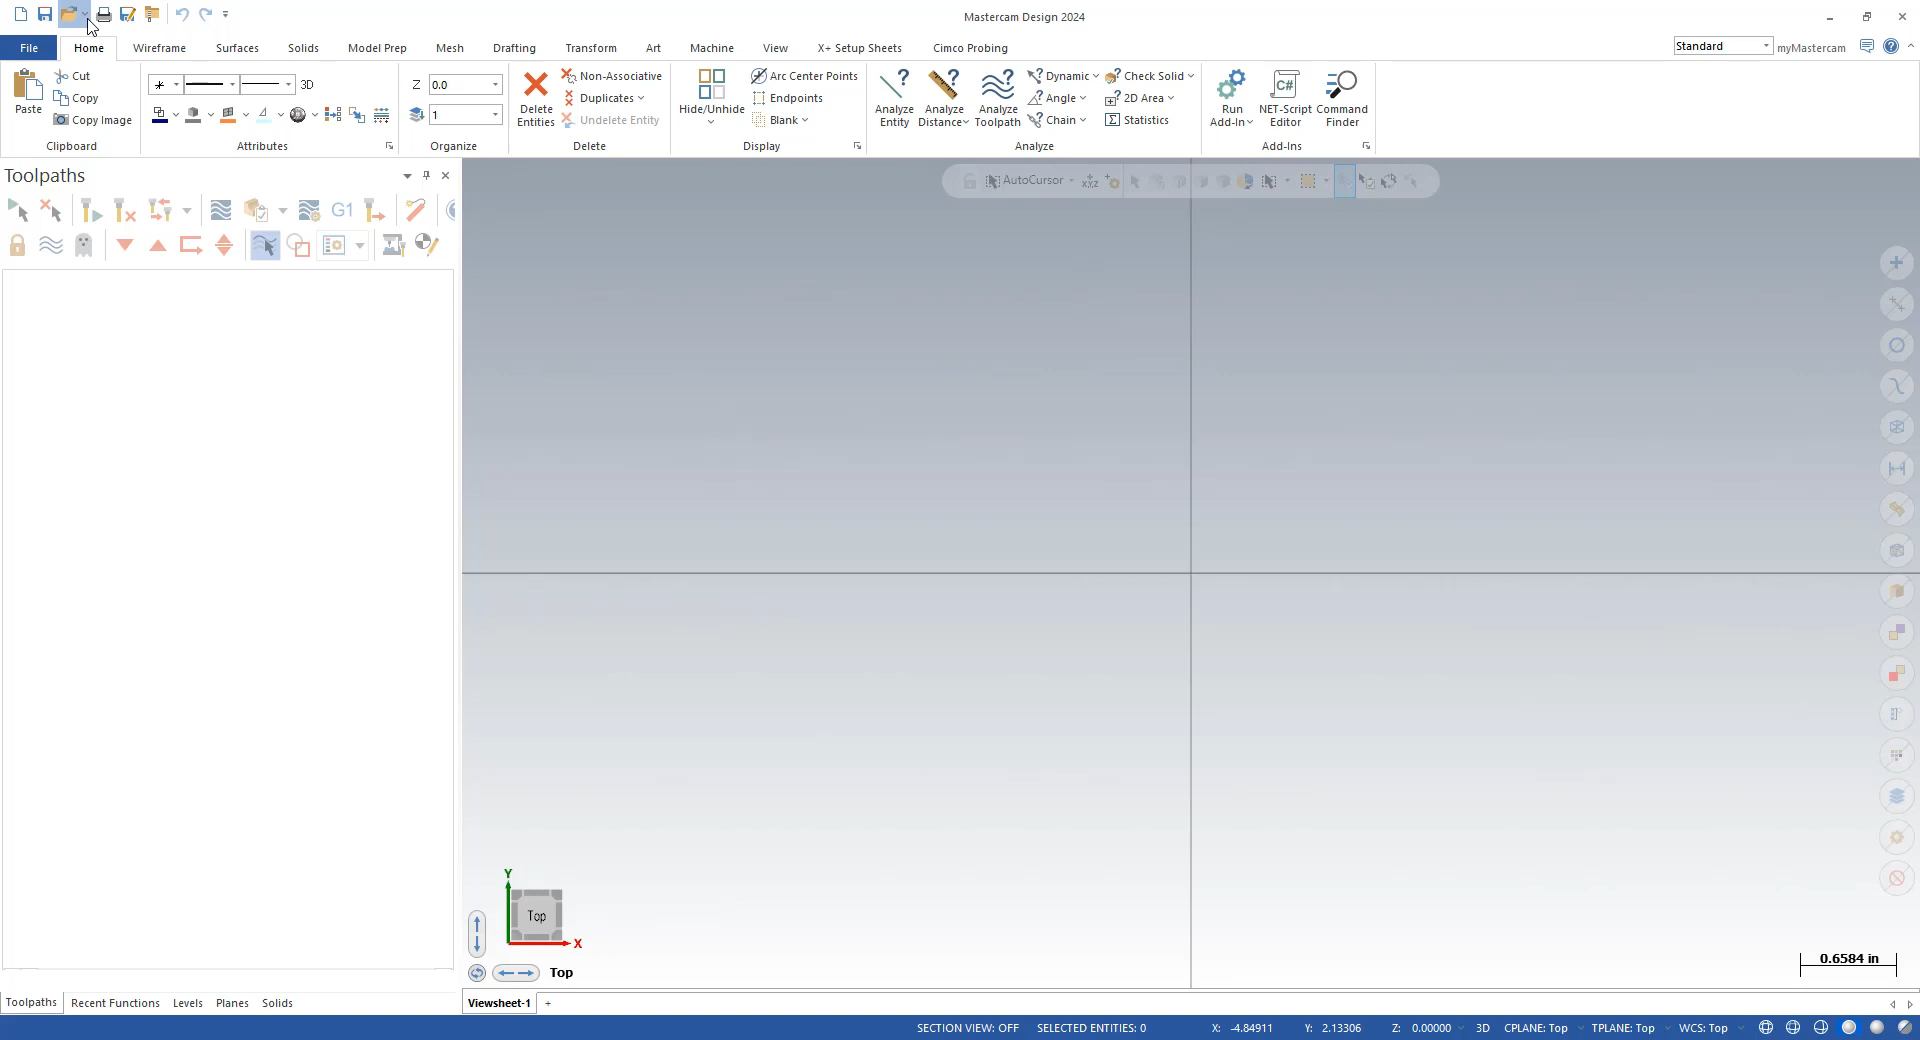 Mastercam Design 2024
File Home Wireframe Surfaces Solids Model Prep Mesh Drafting Transform Art Machine View X+ Setup Sheets Cimco Probing Standard myMastercam
Paste
Cut
Copy
Copy Image
Clipboard
3D
Attributes
Z 0.0
1
Organize
Delete
Entities
Non-Associative
Duplicates
Undelete Entity
Delete
Hide/Unhide
Arc Center Points
Endpoints
Blank
Display
Analyze
Entity
Analyze
Distance
Analyze
Toolpath
Dynamic
Angle
Chain
Check Solid
2D Area
Statistics
Analyze
Run
Add-In
C#
NET-Script
Editor
Command
Finder
Add-Ins
Toolpaths
G1
AutoCursor
XYZ
Y
Top
X
Top
0.6584 in
Toolpaths Recent Functions Levels Planes Solids
Viewsheet-1 +
SECTION VIEW: OFF SELECTED ENTITIES: 0 X: -4.84911 Y: 2.13306 Z: 0.00000 3D CPLANE: Top TPLANE: Top WCS: Top